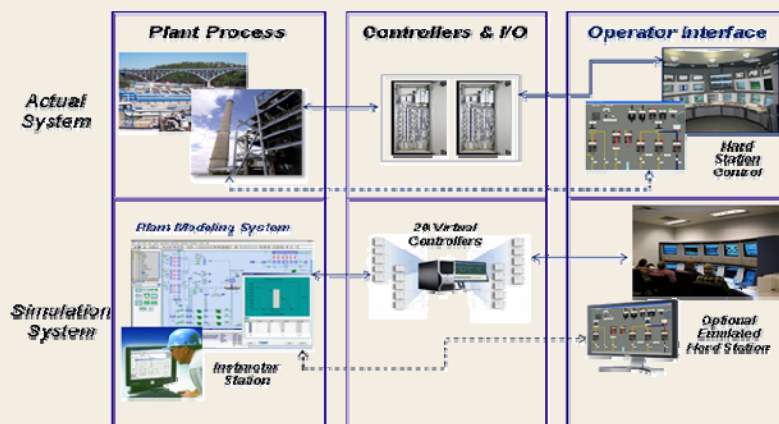 Plant Process
Controllers & I/O
Operator Interface
Actual
System
Hard
Station
Control
Plant Modeling System
20 Virtual
Controllers
Simulation
System
Instructor
Station
Optional
Emulated
Hard Station